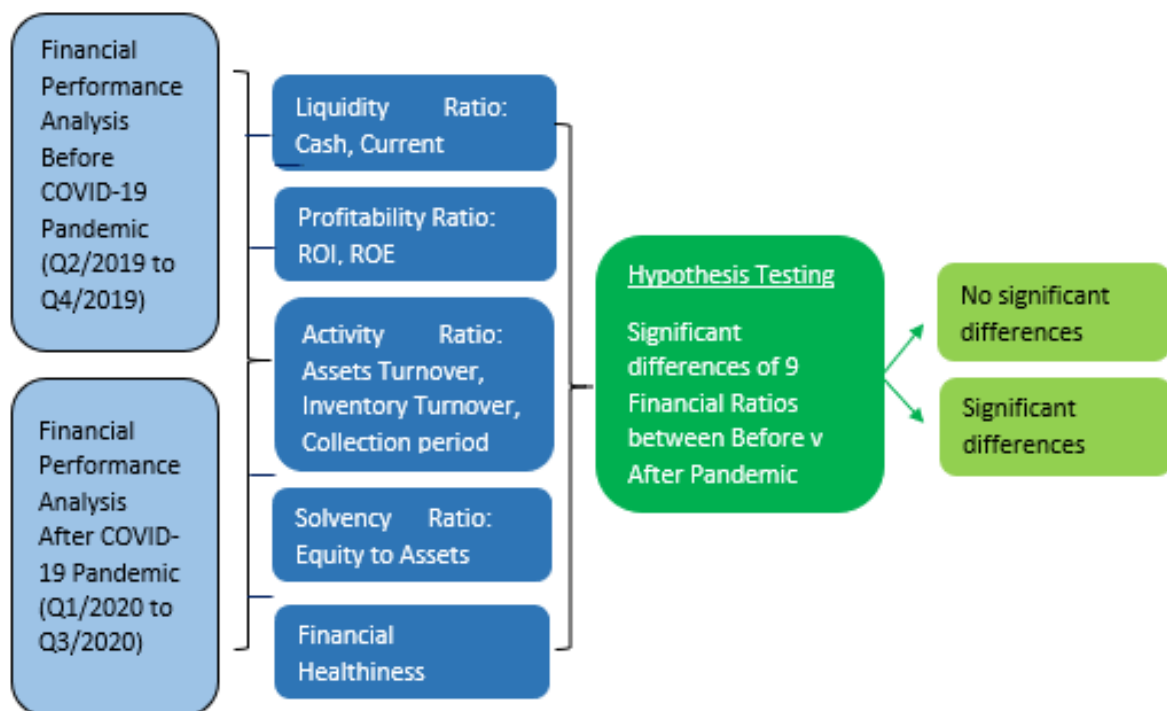 Financial
Performance
Analysis
Before
COVID-19
Pandemic
(Q2/2019 to
Q4/2019)
Financial
Performance
Analysis
After COVID-
19 Pandemic
(Q1/2020 to
Q3/2020)
Liquidity Ratio:
Cash, Current
Profitability Ratio:
ROI, ROE
Activity Ratio:
Assets Turnover,
Inventory Turnover,
Collection period
Solvency Ratio:
Equity to Assets
Financial
Healthiness
Hypothesis Testing
Significant
differences of 9
Financial Ratios
between Before v
After Pandemic
No significant
differences
Significant
differences